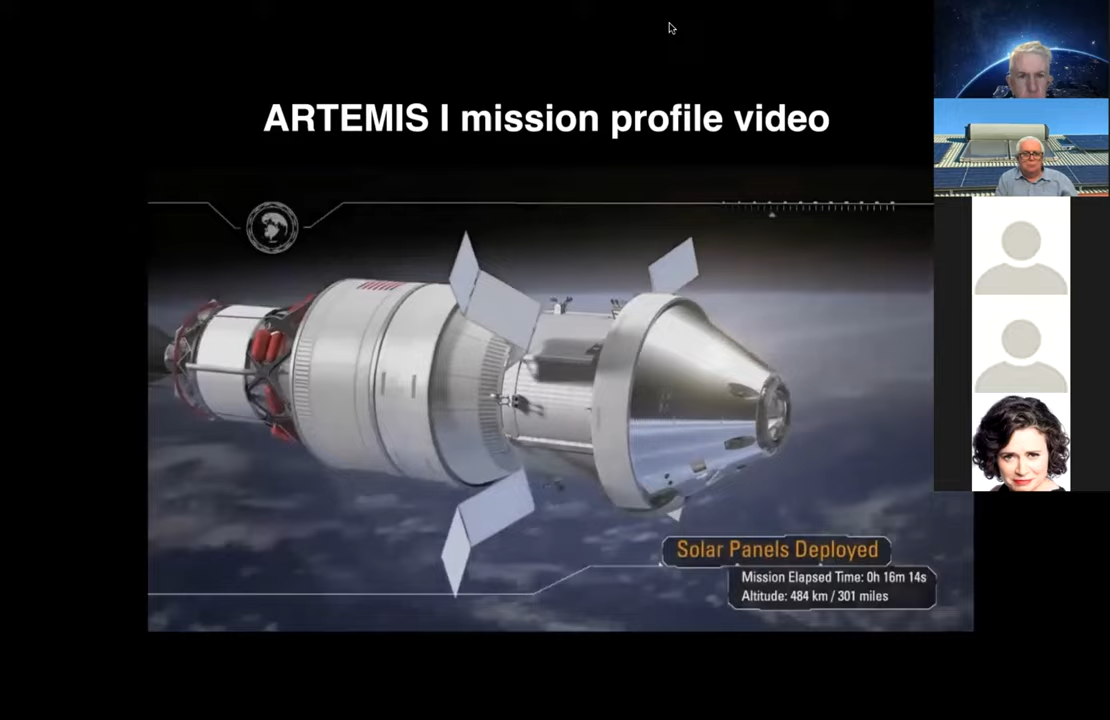 ARTEMIS I mission profile video
Solar Panels Deployed
Mission Elapsed Time: 0h 16m 14s
Altitude: 484 km / 301 miles